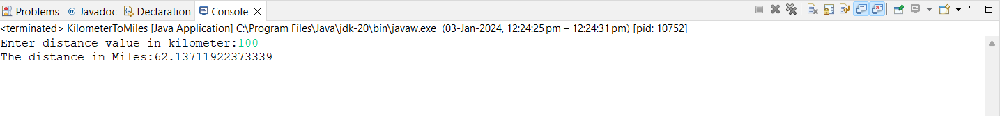 Problems @ Javadoc Declaration Console
<terminated> KilometerToMiles [Java Application] C:\Program Files\Java\jdk-20\bin\javaw.exe (03-Jan-2024, 12:24:25 pm – 12:24:31 pm) [pid: 10752]
Enter distance value in kilometer:100
The distance in Miles:62.13711922373339